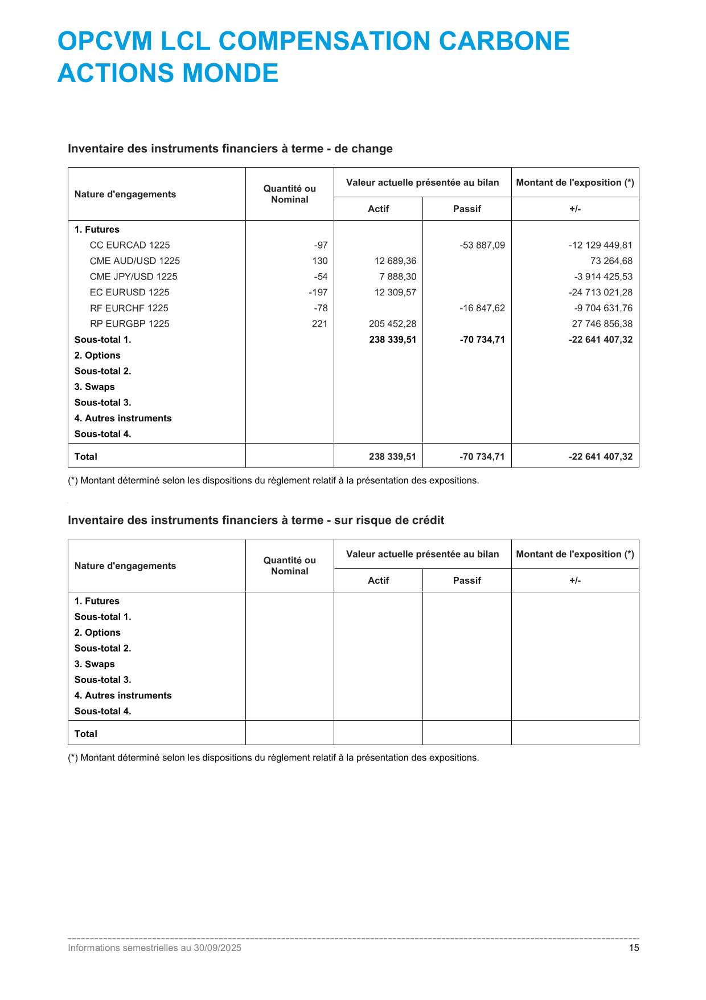 OPCVM LCL COMPENSATION CARBONE
ACTIONS MONDE
Inventaire des instruments financiers à terme - de change
Nature d'engagements
Quantité ou
Nominal
Valeur actuelle présentée au bilan
Montant de l'exposition (*)
Actif
Passif
+/-
1. Futures
CC EURCAD 1225 -97 -53 887,09 -12 129 449,81
CME AUD/USD 1225 130 12 689,36 73 264,68
CME JPY/USD 1225 -54 7 888,30 -3 914 425,53
EC EURUSD 1225 -197 12 309,57 -24 713 021,28
RF EURCHF 1225 -78 -16 847,62 -9 704 631,76
RP EURGBP 1225 221 205 452,28 27 746 856,38
Sous-total 1. 238 339,51 -70 734,71 -22 641 407,32
2. Options
Sous-total 2.
3. Swaps
Sous-total 3.
4. Autres instruments
Sous-total 4.
Total 238 339,51 -70 734,71 -22 641 407,32
(*) Montant déterminé selon les dispositions du règlement relatif à la présentation des expositions.
Inventaire des instruments financiers à terme - sur risque de crédit
Nature d'engagements
Quantité ou
Nominal
Valeur actuelle présentée au bilan
Montant de l'exposition (*)
Actif
Passif
+/-
1. Futures
Sous-total 1.
2. Options
Sous-total 2.
3. Swaps
Sous-total 3.
4. Autres instruments
Sous-total 4.
Total
(*) Montant déterminé selon les dispositions du règlement relatif à la présentation des expositions.
Informations semestrielles au 30/09/2025 15